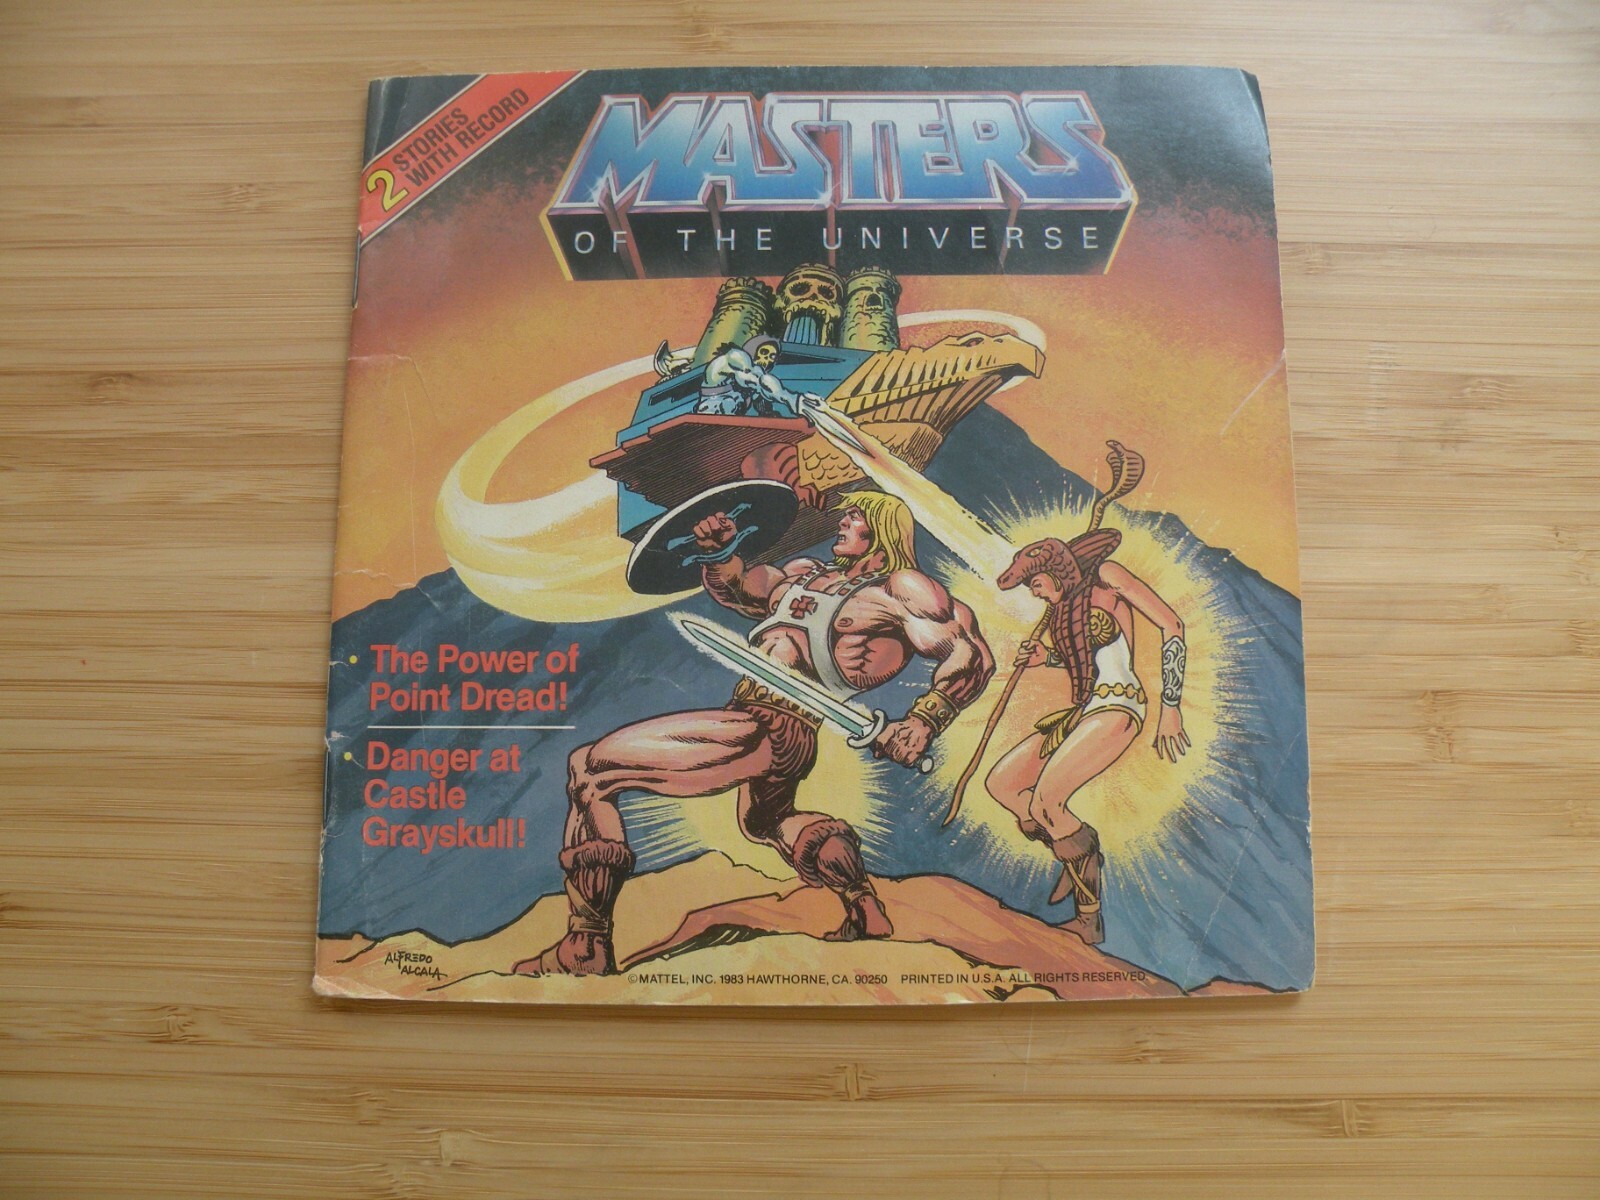 2 STORIES
WITH RECORD
MASTERS
OF THE UNIVERSE
• The Power of
Point Dread!
• Danger at
Castle
Grayskull!
ALFREDO
ALCALA
©MATTEL, INC. 1983 HAWTHORNE, CA. 90250 PRINTED IN U.S.A. ALL RIGHTS RESERVED.